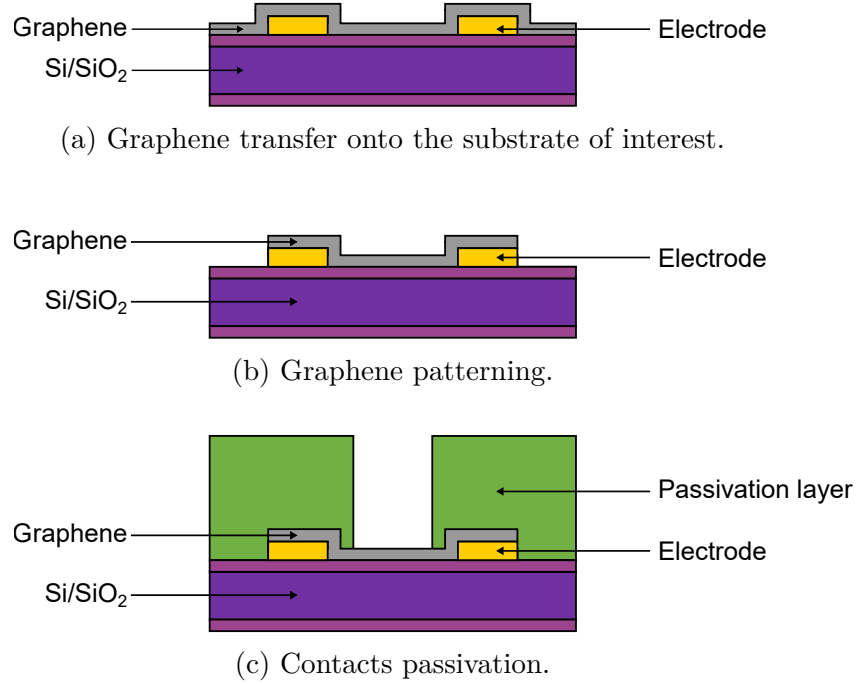 Graphene
Electrode
Si/SiO₂
(a) Graphene transfer onto the substrate of interest.
Graphene
Electrode
Si/SiO₂
(b) Graphene patterning.
Passivation layer
Graphene
Electrode
Si/SiO₂
(c) Contacts passivation.